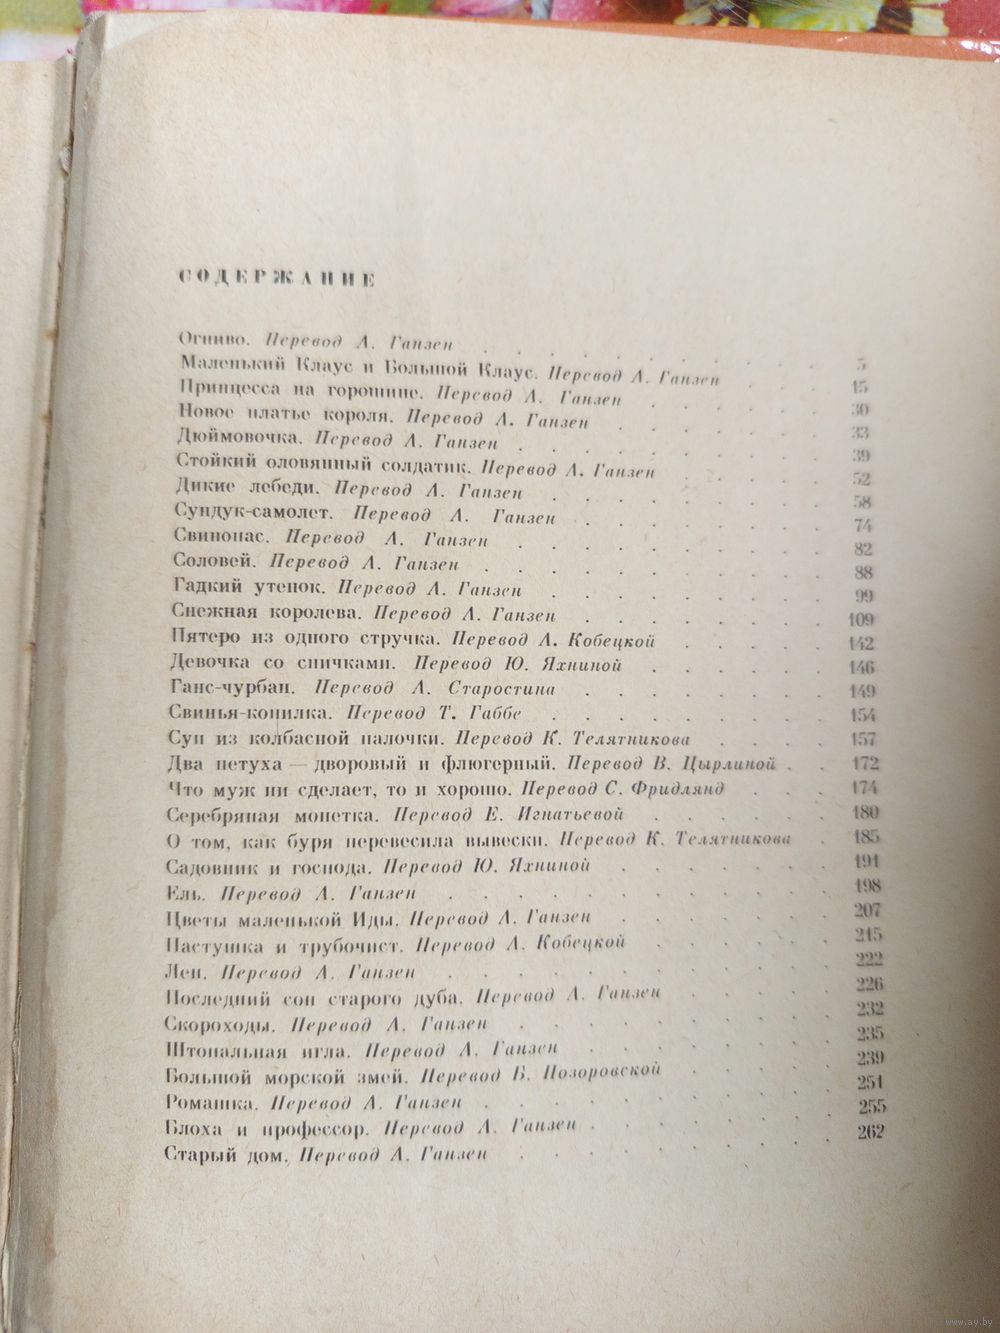 СОДЕРЖАНИЕ
Огниво. Перевод А. Ганзен . . . . . . . . 5
Маленький Клаус и Большой Клаус. Перевод А. Ганзен . . . 15
Принцесса на горошине. Перевод А. Ганзен . . . . . 30
Новое платье короля. Перевод А. Ганзен . . . . . 33
Дюймовочка. Перевод А. Ганзен . . . . . . . 39
Стойкий оловянный солдатик. Перевод А. Ганзен . . . . 52
Дикие лебеди. Перевод А. Ганзен . . . . . . . 58
Сундук-самолет. Перевод А. Ганзен . . . . . . 74
Свинопас. Перевод А. Ганзен . . . . . . . . 82
Соловей. Перевод А. Ганзен . . . . . . . . 88
Гадкий утенок. Перевод А. Ганзен . . . . . . . 99
Снежная королева. Перевод А. Ганзен . . . . . . 109
Пятеро из одного стручка. Перевод А. Кобецкой . . . . 142
Девочка со спичками. Перевод Ю. Яхниной . . . . . 146
Ганс-чурбан. Перевод А. Старостина . . . . . . 149
Свинья-копилка. Перевод Т. Габбе . . . . . . . 154
Суп из колбасной палочки. Перевод К. Телятникова . . . . 157
Два петуха — дворовый и флюгерный. Перевод В. Цырлиной . . 172
Что муж ни сделает, то и хорошо. Перевод С. Фридлянд . . . 174
Серебряная монетка. Перевод Е. Игнатьевой . . . . . 180
О том, как буря перевесила вывески. Перевод К. Телятникова . 185
Садовник и господа. Перевод Ю. Яхниной . . . . . . 191
Ель. Перевод А. Ганзен . . . . . . . . . 198
Цветы маленькой Иды. Перевод А. Ганзен . . . . . . 207
Пастушка и трубочист. Перевод А. Кобецкой . . . . . 215
Лен. Перевод А. Ганзен . . . . . . . . . 222
Последний сон старого дуба. Перевод А. Ганзен . . . . 226
Скороходы. Перевод А. Ганзен . . . . . . . . 232
Штопальная игла. Перевод А. Ганзен . . . . . . 235
Большой морской змей. Перевод Б. Позоровской . . . . 239
Ромашка. Перевод А. Ганзен . . . . . . . . 251
Блоха и профессор. Перевод А. Ганзен . . . . . . 255
Старый дом. Перевод А. Ганзен . . . . . . . . 262
www.ay.by